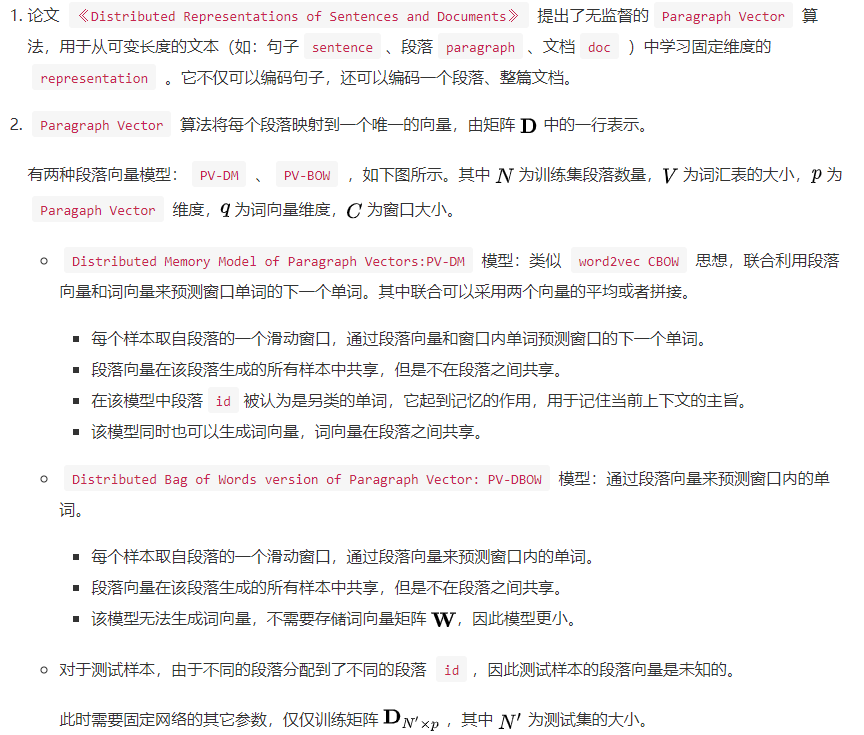 1. 论文 《Distributed Representations of Sentences and Documents》 提出了无监督的 Paragraph Vector 算
法，用于从可变长度的文本（如：句子 sentence 、段落 paragraph 、文档 doc ）中学习固定维度的
representation 。它不仅可以编码句子，还可以编码一个段落、整篇文档。
2. Paragraph Vector 算法将每个段落映射到一个唯一的向量，由矩阵 D 中的一行表示。
有两种段落向量模型： PV-DM 、 PV-BOW ，如下图所示。其中 N 为训练集段落数量，V 为词汇表的大小，p 为
Paragaph Vector 维度，q 为词向量维度，C 为窗口大小。
○ Distributed Memory Model of Paragraph Vectors:PV-DM 模型：类似 word2vec CBOW 思想，联合利用段落
向量和词向量来预测窗口单词的下一个单词。其中联合可以采用两个向量的平均或者拼接。
▪ 每个样本取自段落的一个滑动窗口，通过段落向量和窗口内单词预测窗口的下一个单词。
▪ 段落向量在该段落生成的所有样本中共享，但是不在段落之间共享。
▪ 在该模型中段落 id 被认为是另类的单词，它起到记忆的作用，用于记住当前上下文的主旨。
▪ 该模型同时也可以生成词向量，词向量在段落之间共享。
○ Distributed Bag of Words version of Paragraph Vector: PV-DBOW 模型：通过段落向量来预测窗口内的单
词。
▪ 每个样本取自段落的一个滑动窗口，通过段落向量来预测窗口内的单词。
▪ 段落向量在该段落生成的所有样本中共享，但是不在段落之间共享。
▪ 该模型无法生成词向量，不需要存储词向量矩阵 W，因此模型更小。
○ 对于测试样本，由于不同的段落分配到了不同的段落 id ，因此测试样本的段落向量是未知的。
此时需要固定网络的其它参数，仅仅训练矩阵 D_{N′×p} ，其中 N′ 为测试集的大小。